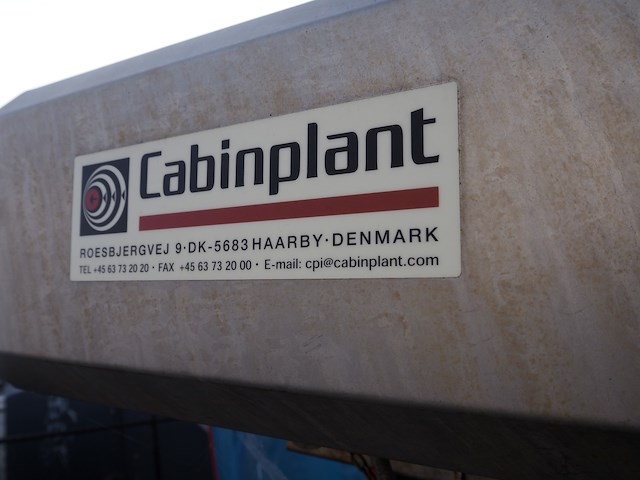 Cabinplant
ROESBJERGVEJ 9·DK-5683 HAARBY·DENMARK
TEL +45 63 73 20 20 · FAX +45 63 73 20 00 · E-mail: cpi@cabinplant.com